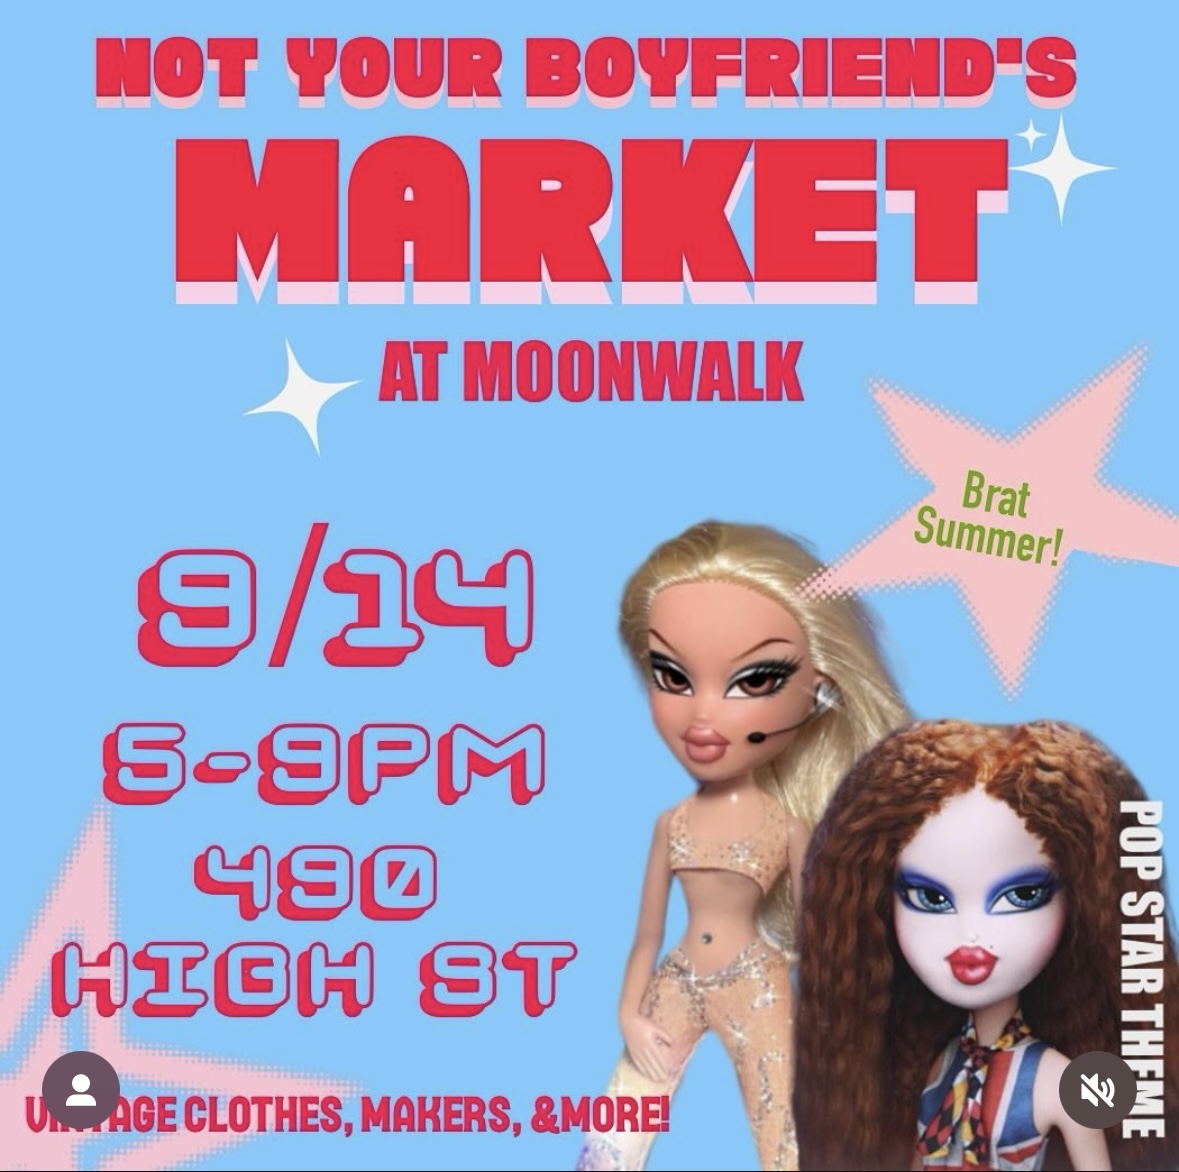 NOT YOUR BOYFRIEND'S
MARKET
AT MOONWALK
Brat
Summer!
9/14
5-9PM
490
HIGH ST
POP STAR THEME
VINTAGE CLOTHES, MAKERS, &MORE!